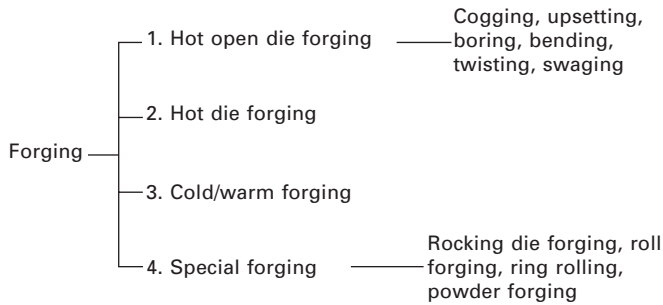 Cogging, upsetting,
1. Hot open die forging
boring, bending,
twisting, swaging
2. Hot die forging
Forging
3. Cold/warm forging
Rocking die forging, roll
4. Special forging
forging, ring rolling,
powder forging